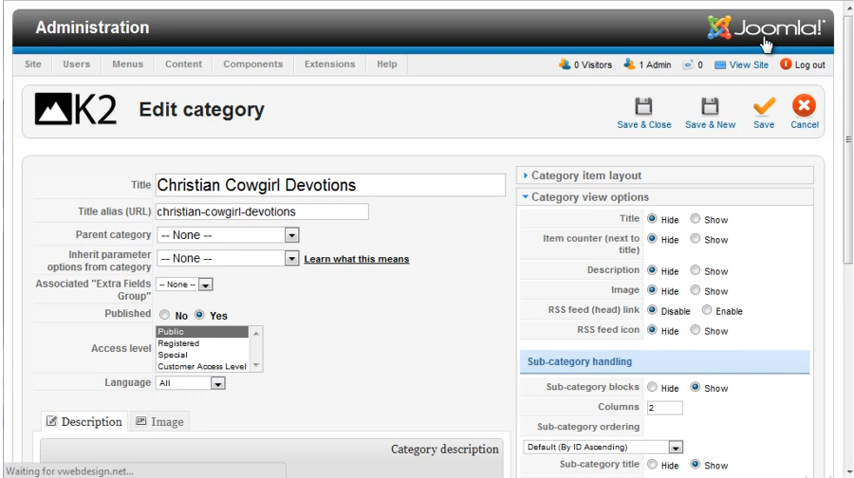 Administration
Joomla!
Site Users Menus Content Components Extensions Help
0 Visitors 1 Admin 0 View Site Log out
K2 Edit category
Save & Close Save & New Save Cancel
Title Christian Cowgirl Devotions
Title alias (URL) christian-cowgirl-devotions
Parent category -- None --
Inherit parameter
options from category -- None -- Learn what this means
Associated "Extra Fields
Group" -- None --
Published No Yes
Access level Public
Registered
Special
Customer Access Level
Language All
Description Image
Category description
Category item layout
Category view options
Title Hide Show
Item counter (next to
title) Hide Show
Description Hide Show
Image Hide Show
RSS feed (head) link Disable Enable
RSS feed icon Hide Show
Sub-category handling
Sub-category blocks Hide Show
Columns 2
Sub-category ordering
Default (By ID Ascending)
Sub-category title Hide Show
Waiting for vwebdesign.net...